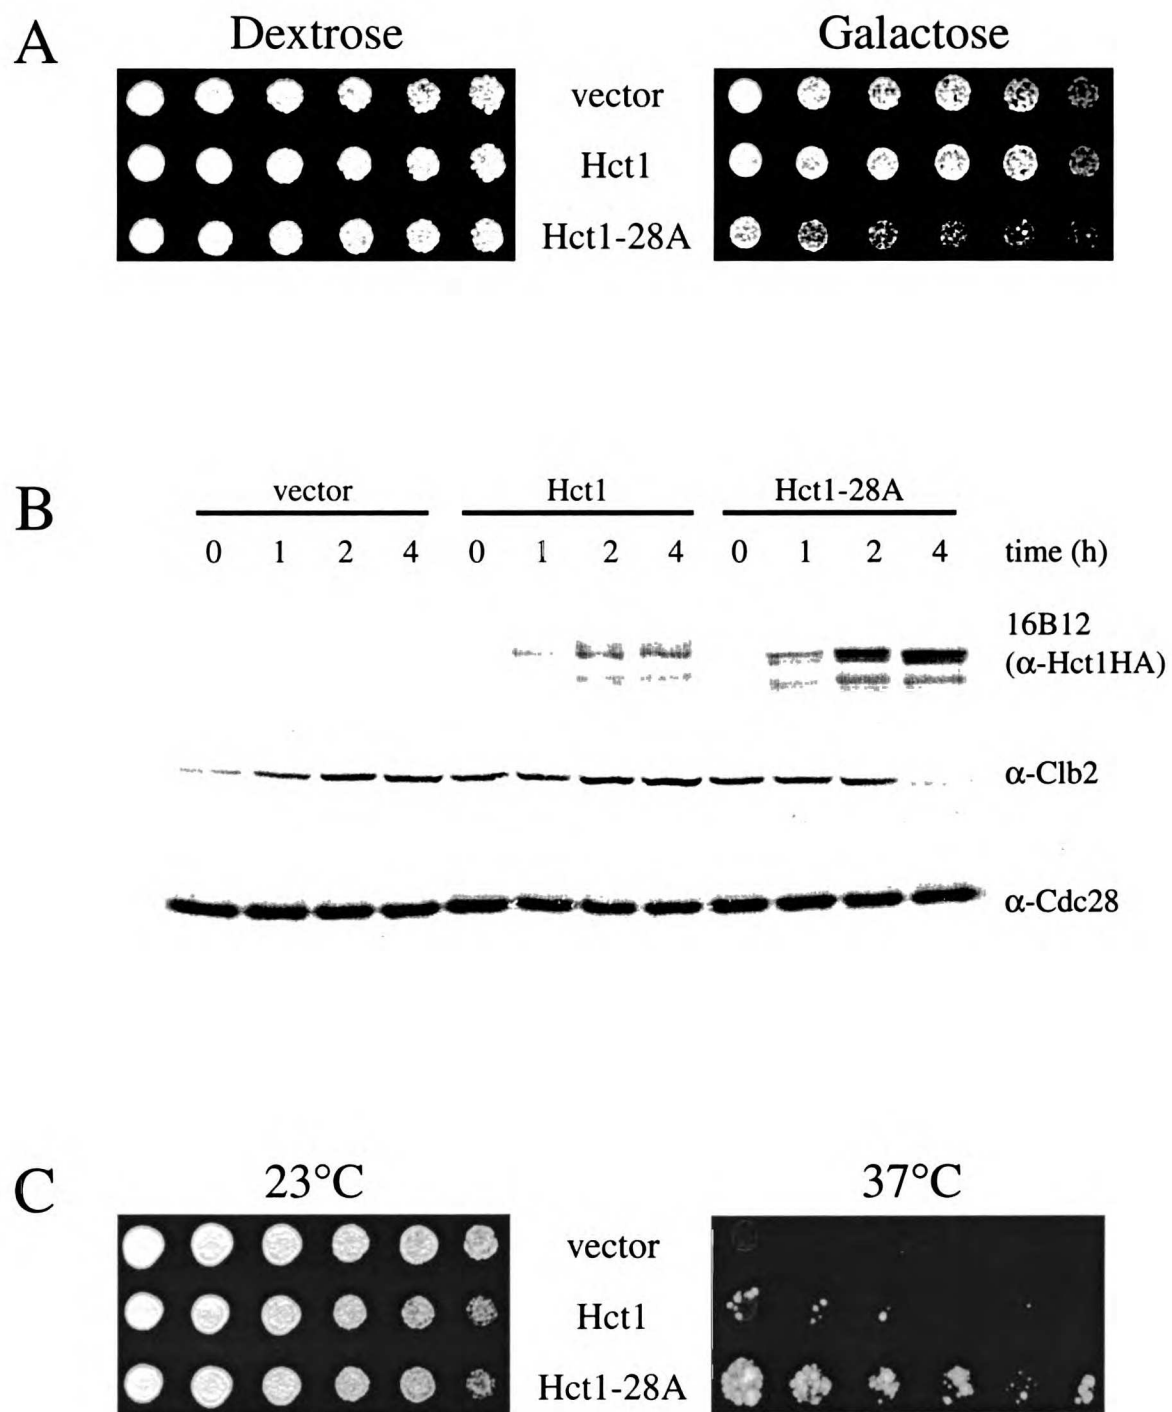 A
Dextrose
Galactose
vector
Hct1
Hct1-28A
B
vector Hct1 Hct1-28A
0 1 2 4 0 1 2 4 0 1 2 4 time (h)
16B12
(α-Hct1HA)
α-Clb2
α-Cdc28
C
23°C
37°C
vector
Hct1
Hct1-28A